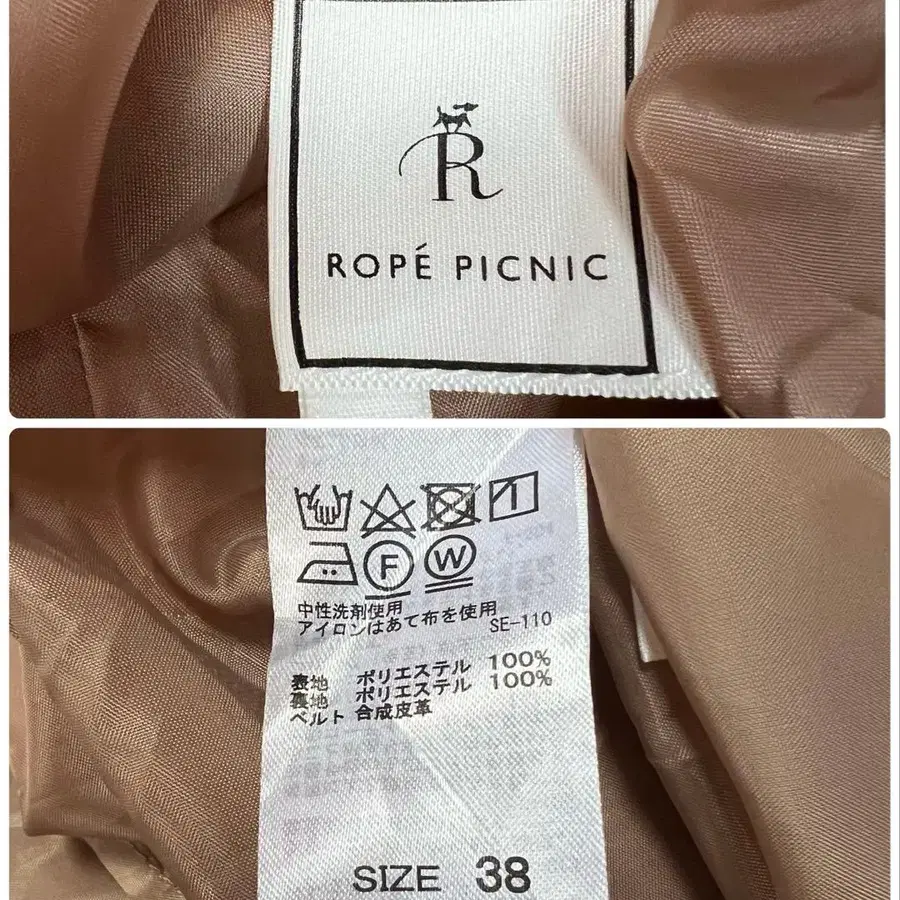 R
ROPÉ PICNIC
F W
中性洗剤使用
アイロンはあて布を使用
SE-110
表地 ポリエステル 100%
裏地 ポリエステル 100%
ベルト 合成皮革
SIZE 38